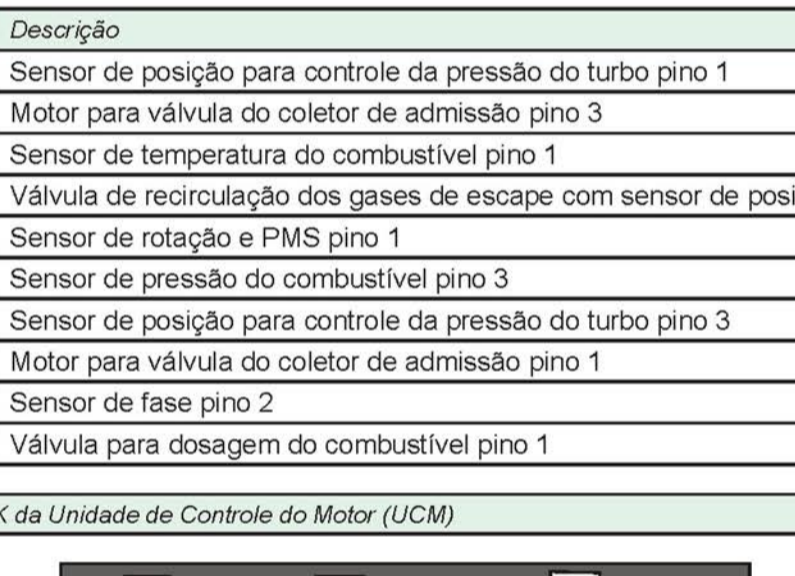 Descrição
Sensor de posição para controle da pressão do turbo pino 1
Motor para válvula do coletor de admissão pino 3
Sensor de temperatura do combustível pino 1
Válvula de recirculação dos gases de escape com sensor de posi
Sensor de rotação e PMS pino 1
Sensor de pressão do combustível pino 3
Sensor de posição para controle da pressão do turbo pino 3
Motor para válvula do coletor de admissão pino 1
Sensor de fase pino 2
Válvula para dosagem do combustível pino 1
K da Unidade de Controle do Motor (UCM)